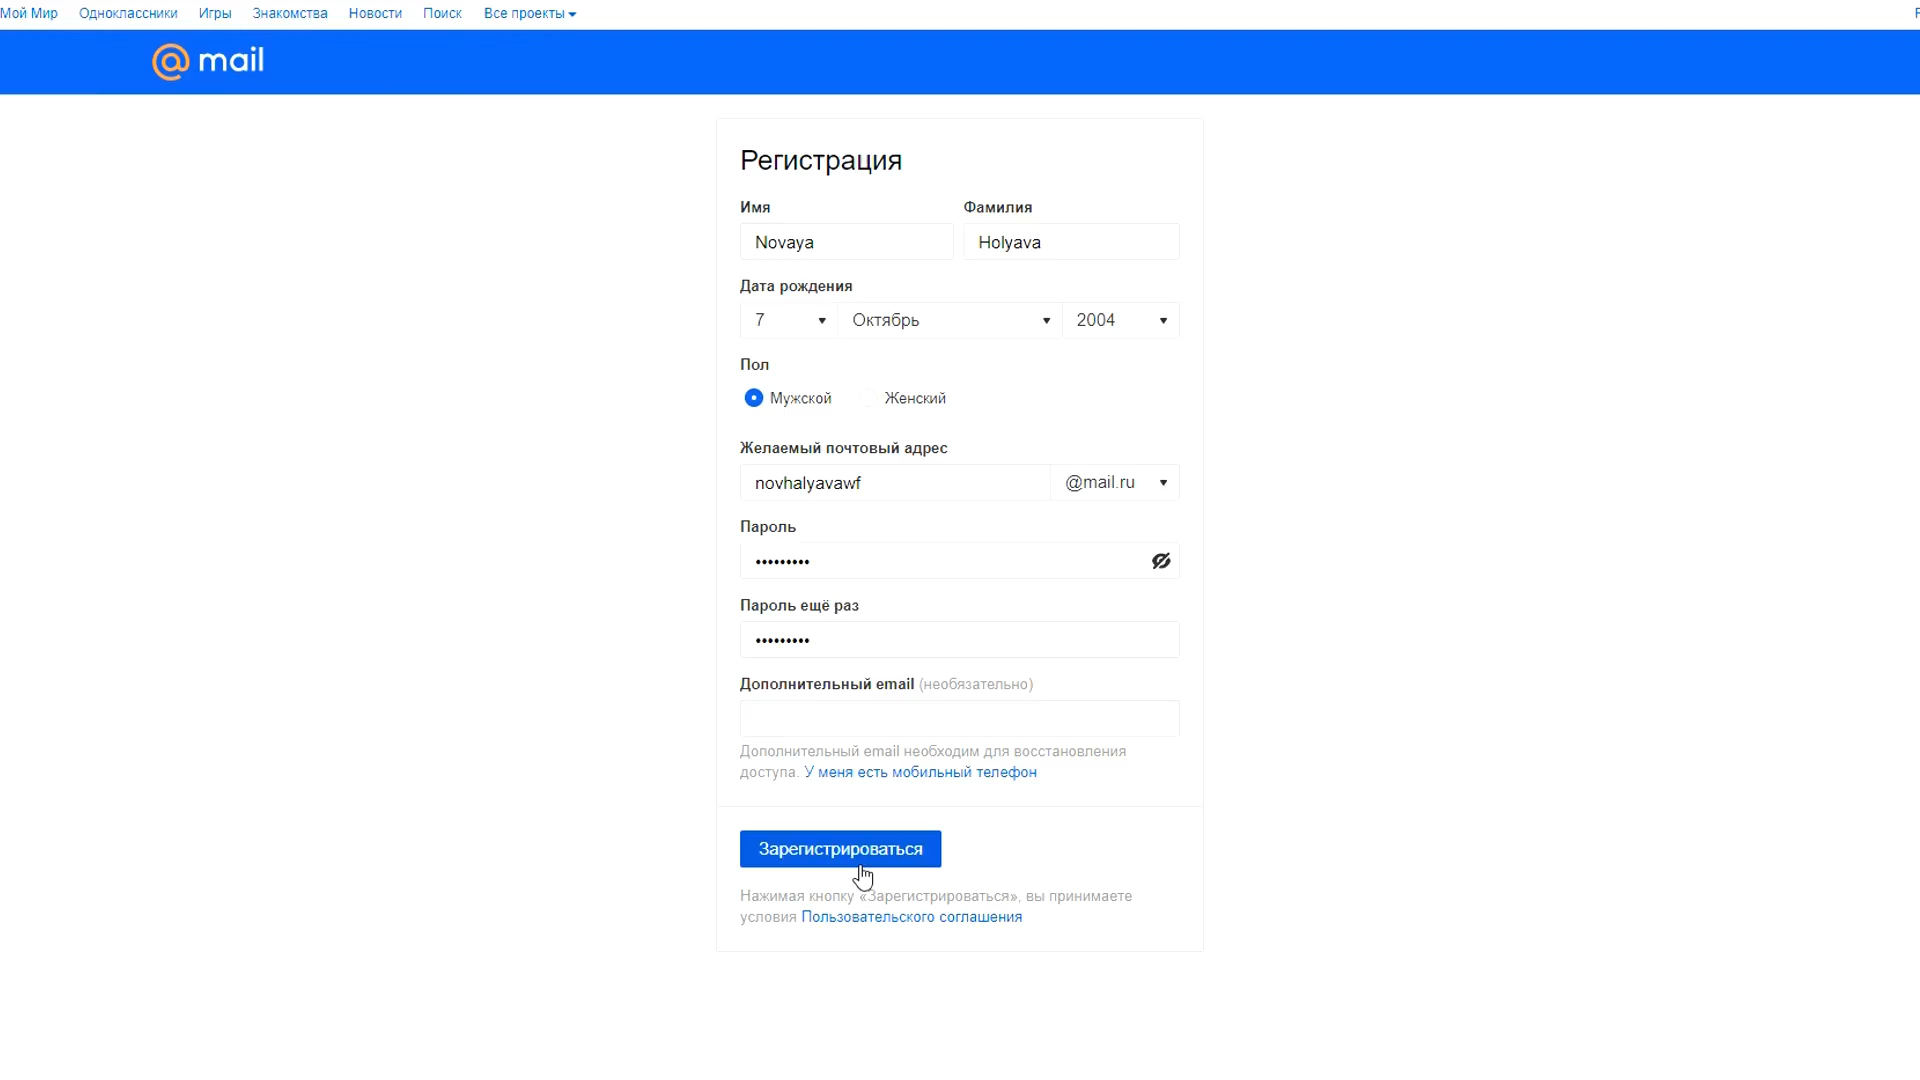 Мой Мир Одноклассники Игры Знакомства Новости Поиск Все проекты
mail
Регистрация
Имя Фамилия
Novaya Holyava
Дата рождения
7 Октябрь 2004
Пол
Мужской Женский
Желаемый почтовый адрес
novhalyavawf @mail.ru
Пароль
•••••••••
Пароль ещё раз
•••••••••
Дополнительный email (необязательно)
Дополнительный email необходим для восстановления
доступа. У меня есть мобильный телефон
Зарегистрироваться
Нажимая кнопку «Зарегистрироваться», вы принимаете
условия Пользовательского соглашения